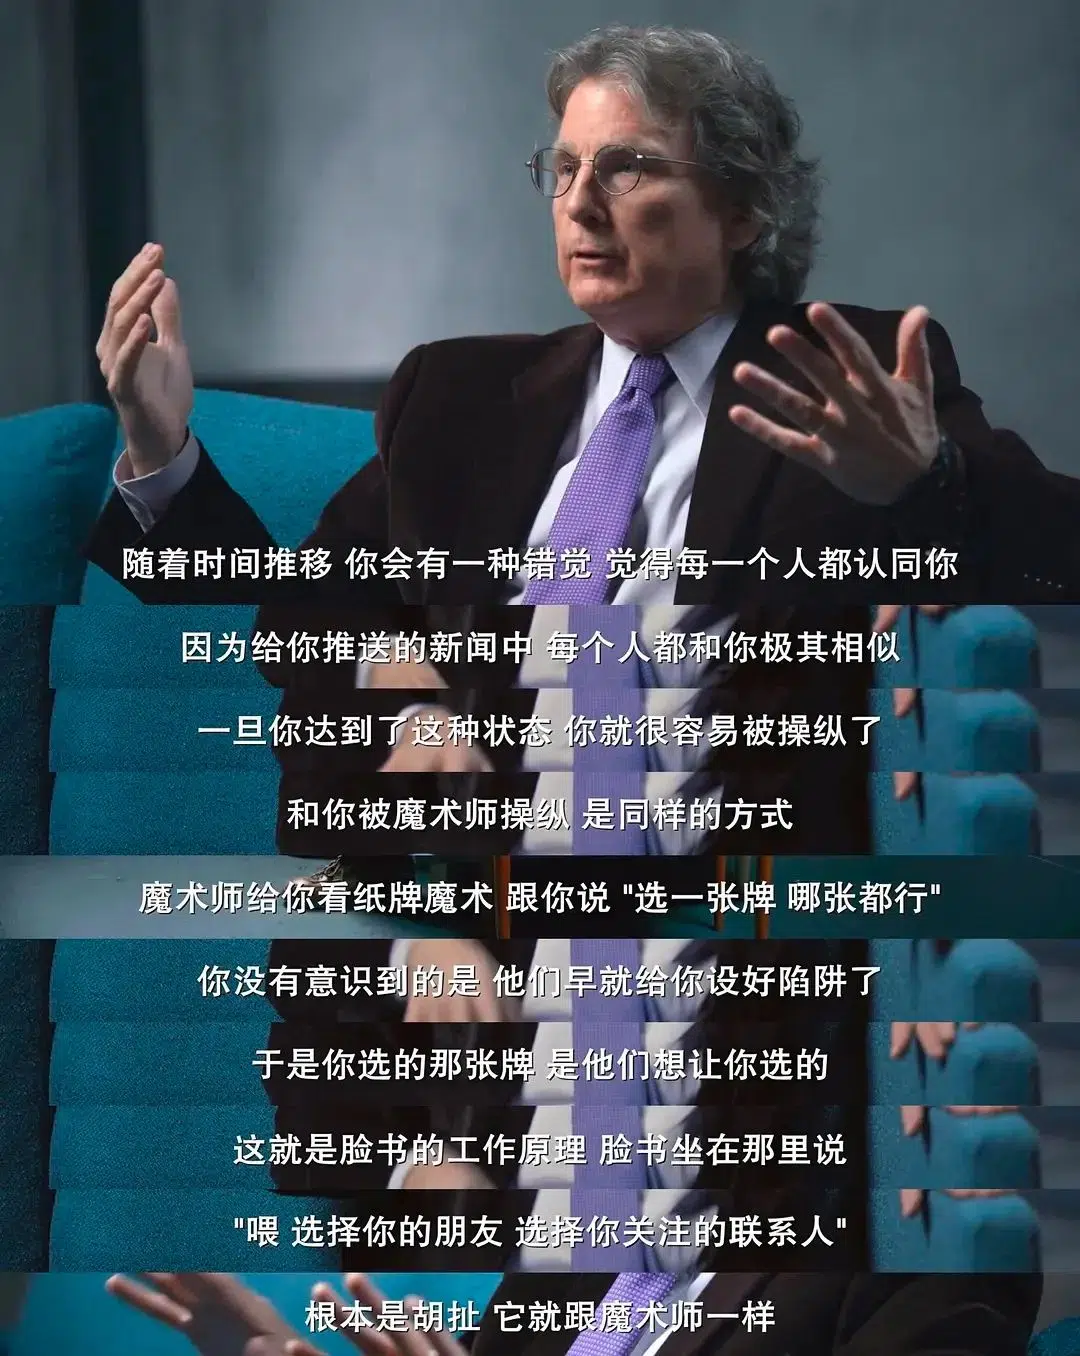 随着时间推移 你会有一种错觉 觉得每一个人都认同你
因为给你推送的新闻中 每个人都和你极其相似
一旦你达到了这种状态 你就很容易被操纵了
和你被魔术师操纵 是同样的方式
魔术师给你看纸牌魔术 跟你说 "选一张牌 哪张都行"
你没有意识到的是 他们早就给你设好陷阱了
于是你选的那张牌 是他们想让你选的
这就是脸书的工作原理 脸书坐在那里说
"喂 选择你的朋友 选择你关注的联系人"
根本是胡扯 它就跟魔术师一样